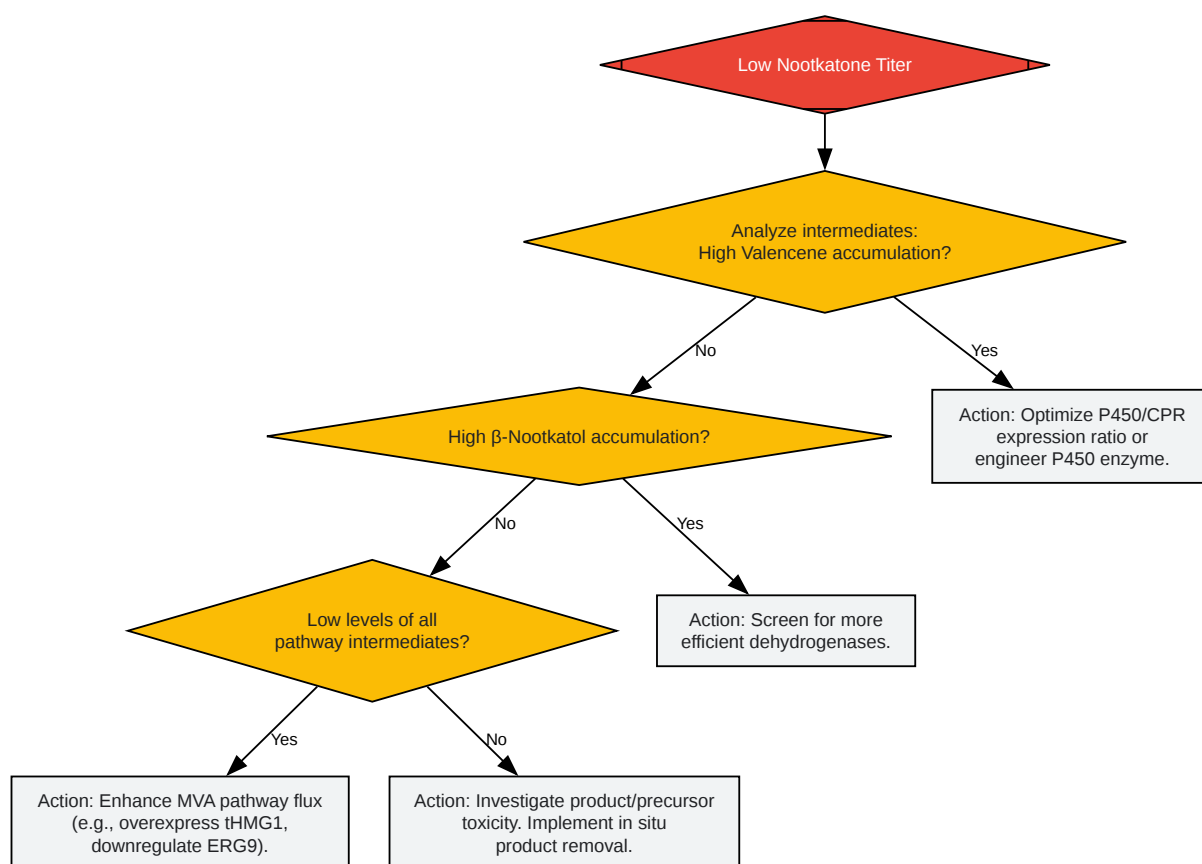 Low Nootkatone Titer
Analyze intermediates:
High Valencene accumulation?
No
Yes
High β-Nootkatol accumulation?
Action: Optimize P450/CPR
expression ratio or
engineer P450 enzyme.
No
Yes
Low levels of all
pathway intermediates?
Action: Screen for more
efficient dehydrogenases.
Yes
No
Action: Enhance MVA pathway flux
(e.g., overexpress tHMG1,
downregulate ERG9).
Action: Investigate product/precursor
toxicity. Implement in situ
product removal.